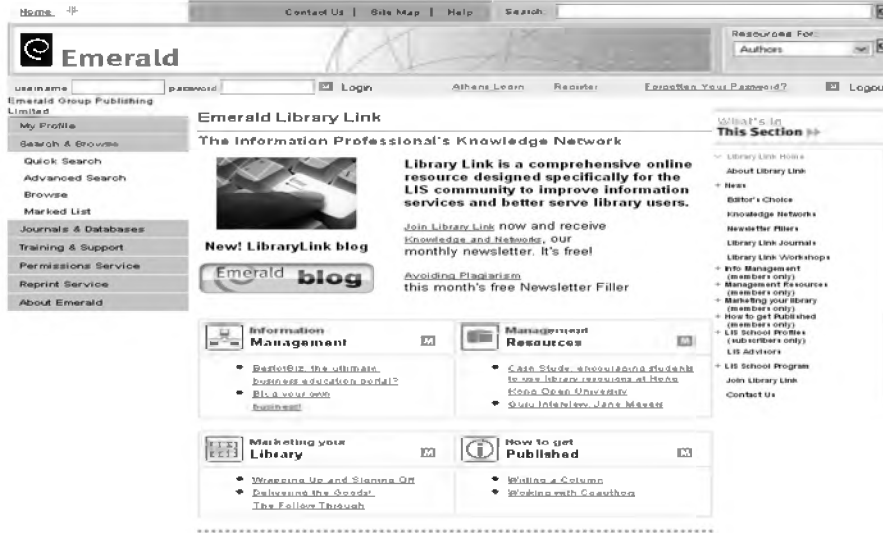 Home
Contact Us | Site Map | Help Search
Resources For:
Authors
Emerald
username password Login Athens Login Register Forgotten Your Password? Logout
Emerald Group Publishing
Limited
My Profile
Search & Browse
Quick Search
Advanced Search
Browse
Marked List
Journals & Databases
Training & Support
Permissions Service
Reprint Service
About Emerald
Emerald Library Link
The Information Professional's Knowledge Network
Library Link is a comprehensive online
resource designed specifically for the
LIS community to improve information
services and better serve library users.
Join Library Link now and receive
Knowledge and Networks, our
monthly newsletter. It's free!
Avoiding Plagiarism
this month's free Newsletter Filler
New! LibraryLink blog
Emerald blog
Information
Management M
BestofBiz, the ultimate
business education portal?
Blog your own
business!!
Management
Resources M
Case Study: encouraging students
to use library resources at Hong
Kong Open University
Guru Interview: Jane
Marketing your
Library M
Wrapping Up and Signing Off
Delivering the Goods!
The Follow Through
How to get
Published M
Writing a Column
Working with Coauthors
What's in
This Section
Library Link Home
About Library Link
+ News
Editor's Choice
Knowledge Networks
Newsletter Fillers
Library Link Journals
Library Link Workshops
+ Info Management
(members only)
+ Management Resources
(members only)
+ Marketing your library
(members only)
+ How to get Published
(members only)
+ LIS School Profiles
(subscribers only)
LIS Advisors
+ LIS School Program
Join Library Link
Contact Us